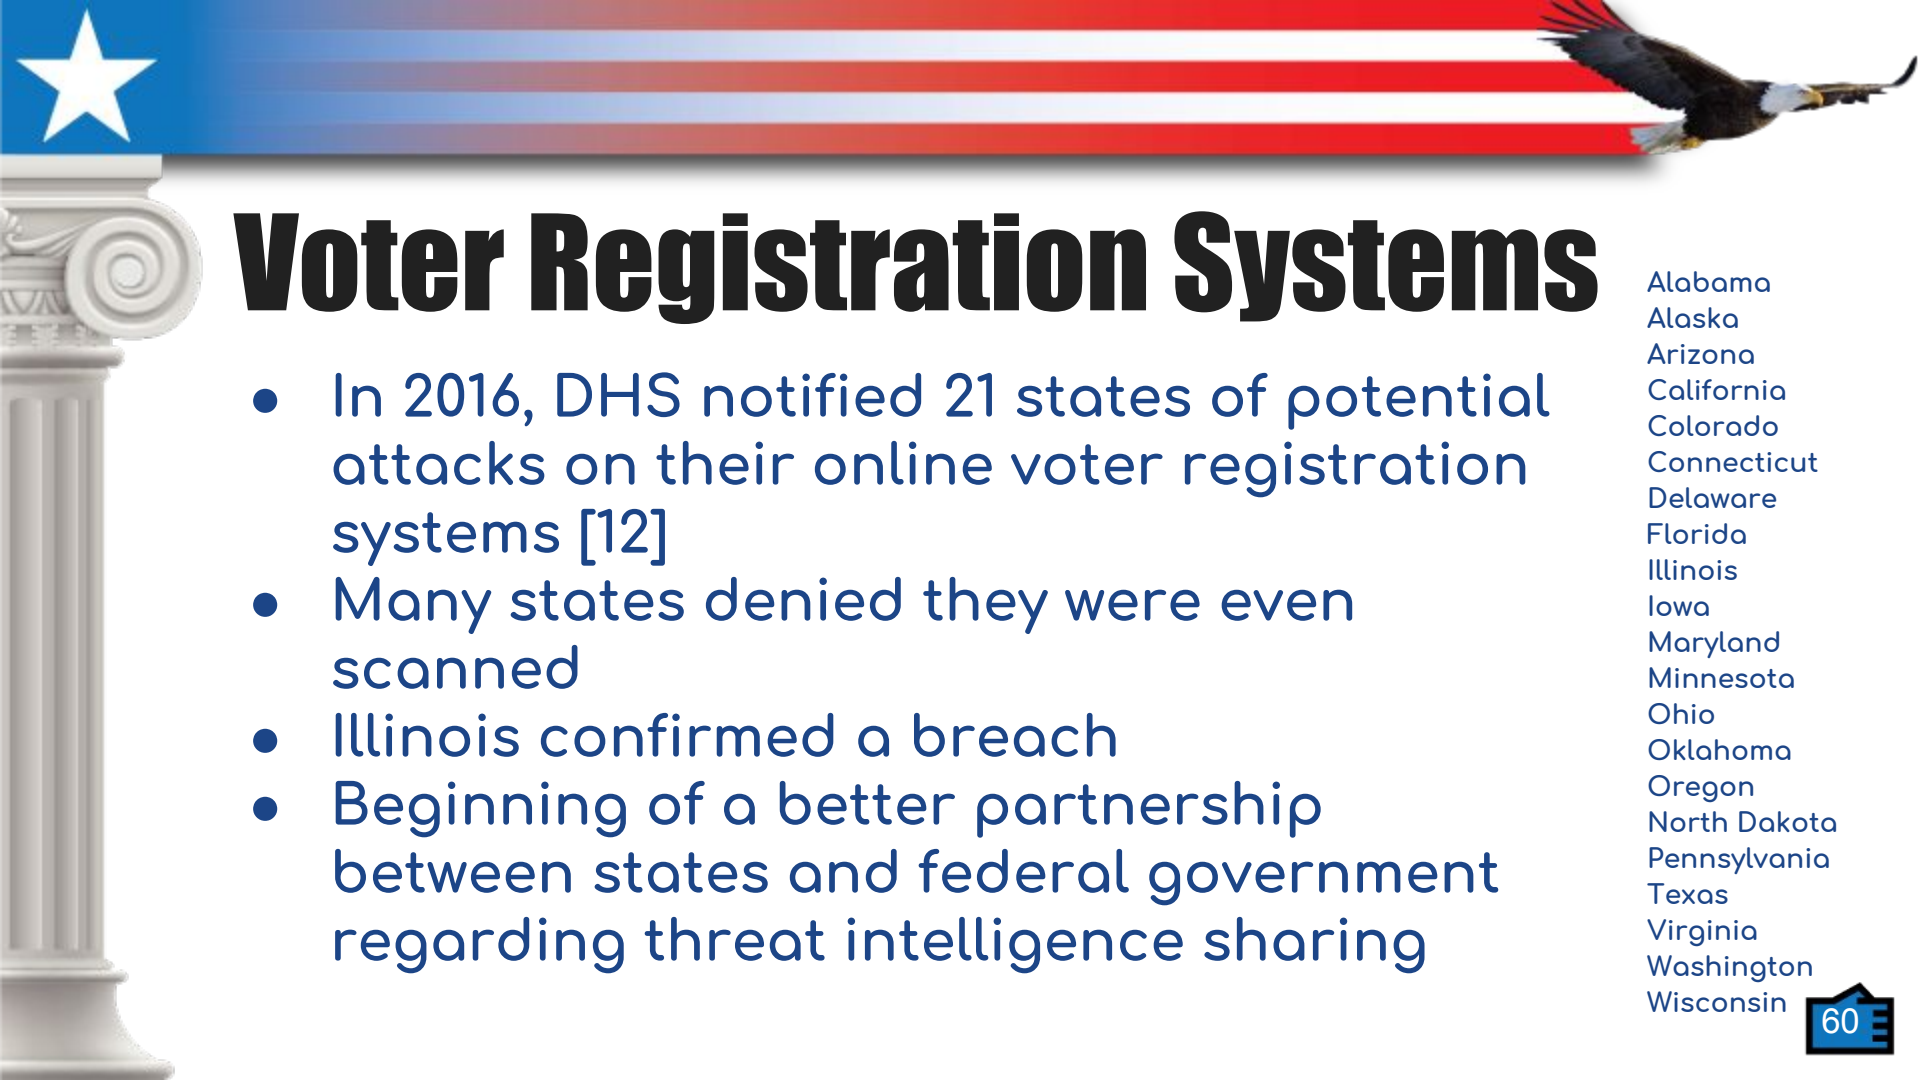 Voter Registration Systems
● In 2016, DHS notified 21 states of potential
attacks on their online voter registration
systems [12]
● Many states denied they were even
scanned
● Illinois confirmed a breach
● Beginning of a better partnership
between states and federal government
regarding threat intelligence sharing
Alabama
Alaska
Arizona
California
Colorado
Connecticut
Delaware
Florida
Illinois
Iowa
Maryland
Minnesota
Ohio
Oklahoma
Oregon
North Dakota
Pennsylvania
Texas
Virginia
Washington
Wisconsin
60